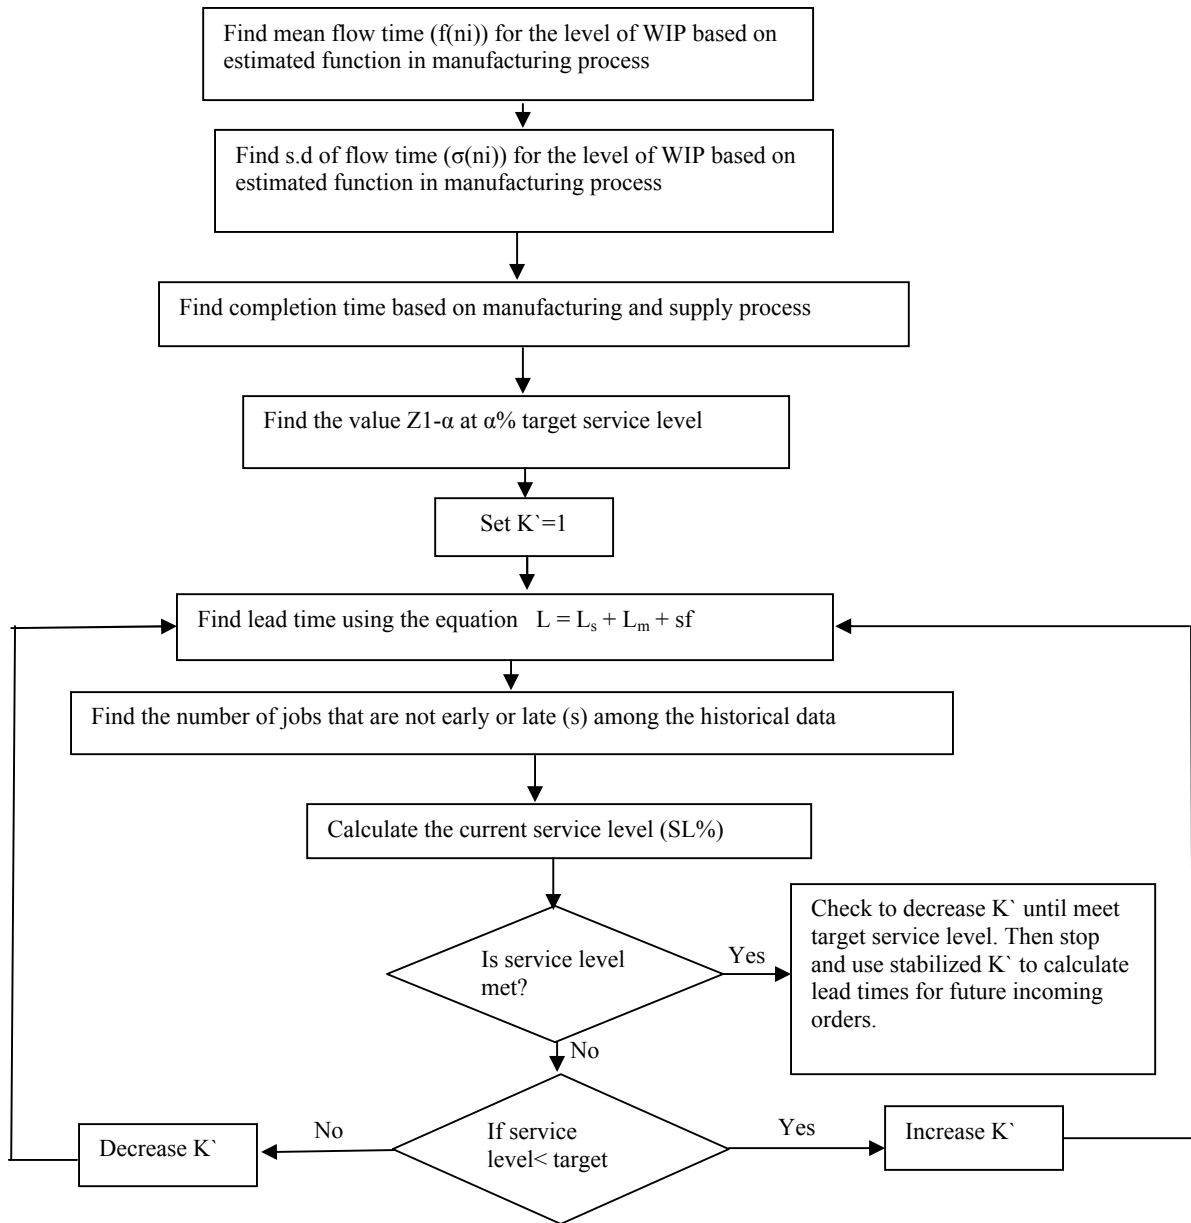 Find mean flow time (f(ni)) for the level of WIP based on
estimated function in manufacturing process
Find s.d of flow time (σ(ni)) for the level of WIP based on
estimated function in manufacturing process
Find completion time based on manufacturing and supply process
Find the value Z1-α at α% target service level
Set K`=1
Find lead time using the equation L = Ls + Lm + sf
Find the number of jobs that are not early or late (s) among the historical data
Calculate the current service level (SL%)
Is service level
met?
Yes
Check to decrease K` until meet
target service level. Then stop
and use stabilized K` to calculate
lead times for future incoming
orders.
No
If service
level< target
No
Decrease K`
Yes
Increase K`